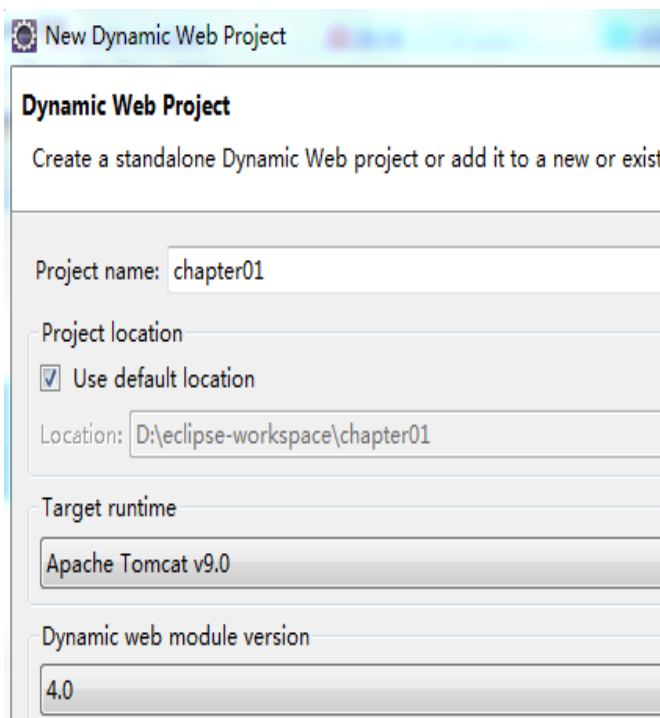 New Dynamic Web Project
Dynamic Web Project
Create a standalone Dynamic Web project or add it to a new or exist
Project name: chapter01
Project location
Use default location
Location: D:\eclipse-workspace\chapter01
Target runtime
Apache Tomcat v9.0
Dynamic web module version
4.0